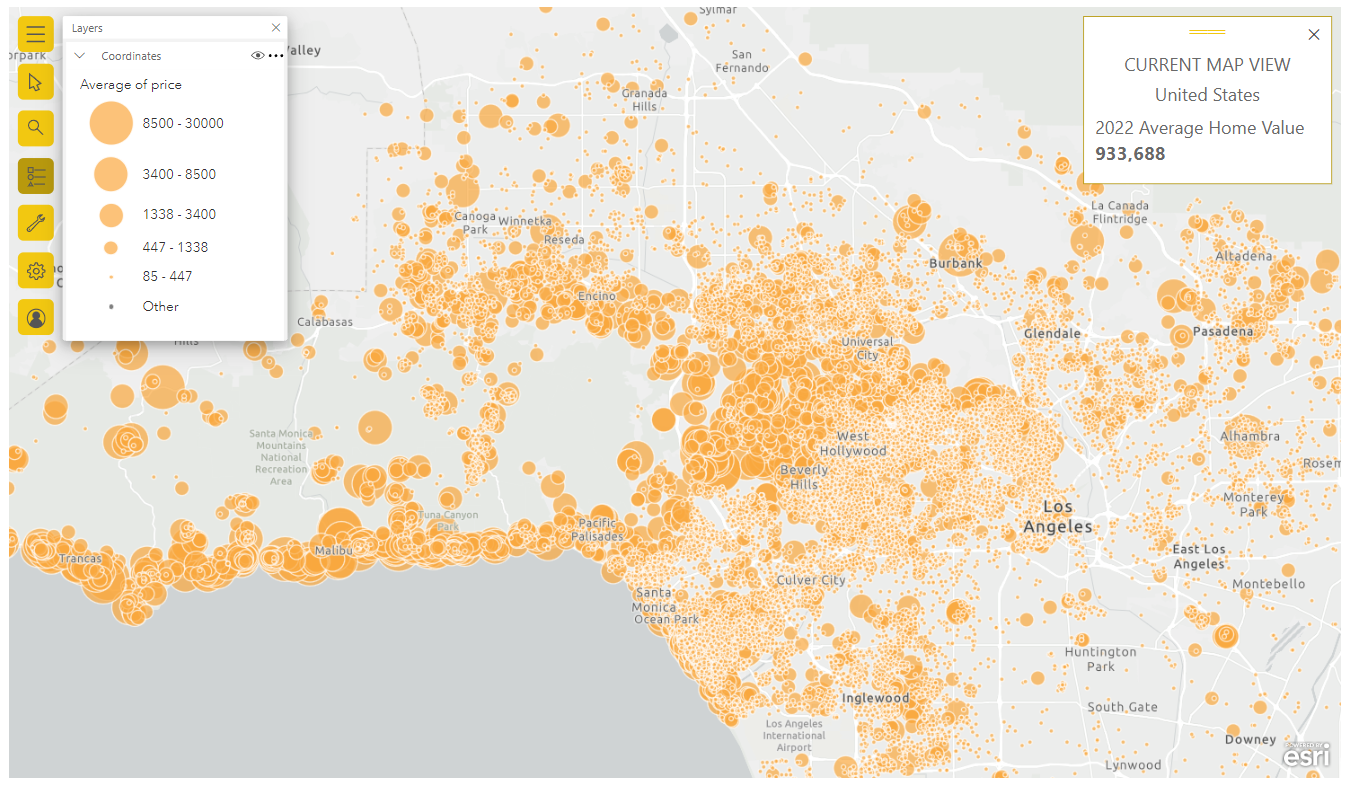 Layers
Coordinates
Average of price
8500 - 30000
3400 - 8500
1338 - 3400
447 - 1338
85 - 447
Other
CURRENT MAP VIEW
United States
2022 Average Home Value
933,688
Sylmar
San
Fernando
Granada
Hills
Canoga
Park
Winnetka
Reseda
Encino
Calabasas
Hills
Burbank
La Canada
Flintridge
Altadena
Glendale
Pasadena
Universal
City
Santa Monica
Mountains
National
Recreation
Area
West
Hollywood
Beverly
Hills
Alhambra
Monterey
Park
Los
Angeles
Tuna Canyon
Park
Pacific
Palisades
Trancas
Malibu
East Los
Angeles
Montebello
Culver City
Santa
Monica
Ocean Park
Huntington
Park
Inglewood
South Gate
Los Angeles
International
Airport
Downey
Lynwood
POWERED BY
esri